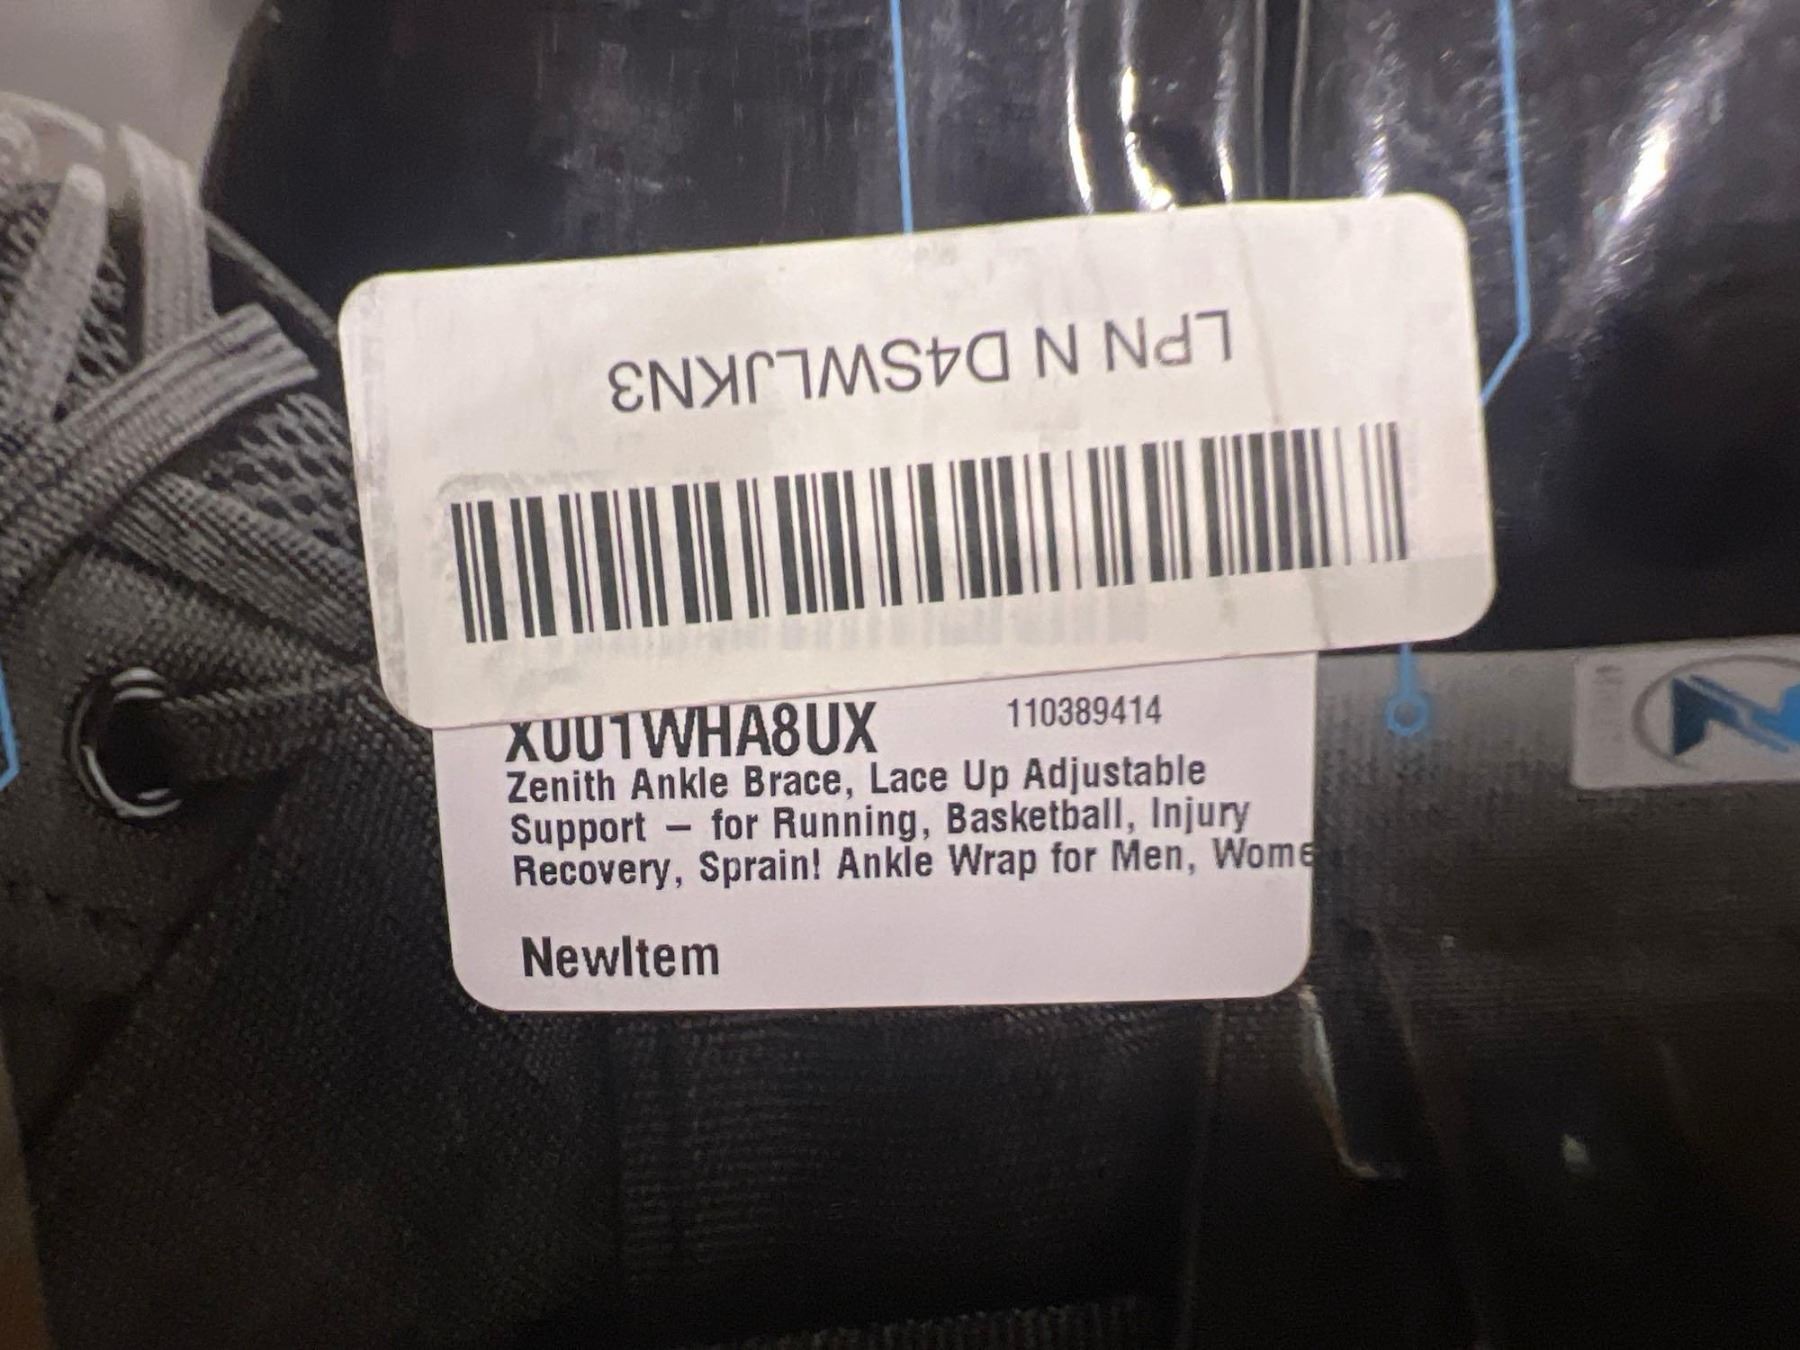 LPN N D4SWLJKN3
X001WHA8UX
110389414
Zenith Ankle Brace, Lace Up Adjustable
Support – for Running, Basketball, Injury
Recovery, Sprain! Ankle Wrap for Men, Wome
NewItem